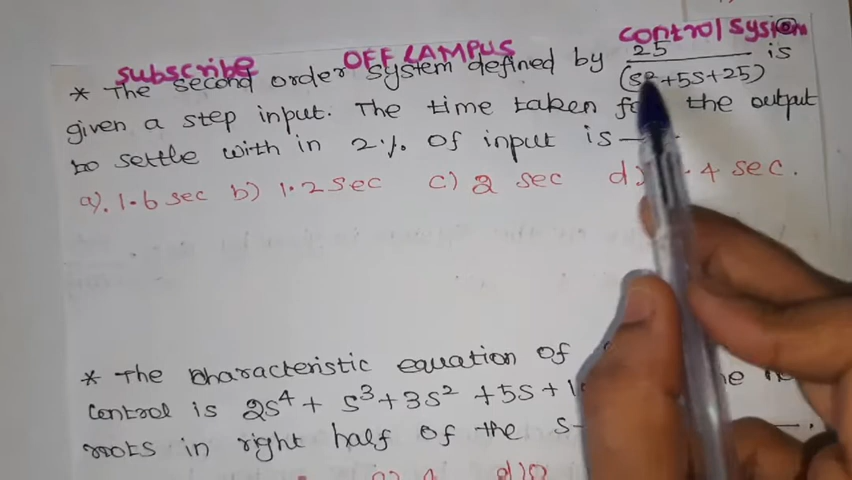 subscribe OFF CAMPUS control System
* The second order system defined by 25 is
(s²+5s+25)
given a step input. The time taken the output
to settle with in 2%. of input is
a). 1.6 sec b) 1.2 sec c) 2 sec d) 4 sec.
* The characteristic equation of
control is 2s⁴ + s³ + 3s² + 5s + 1
roots in right half of the s-
d)